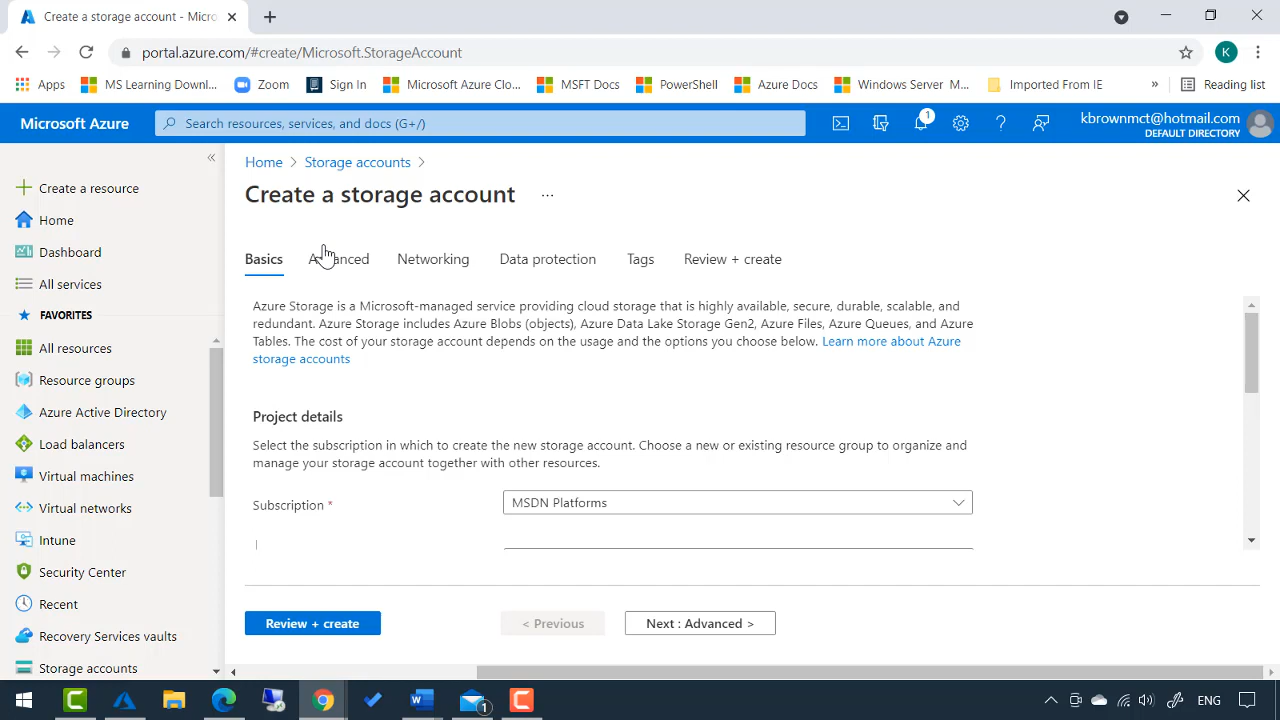 Create a storage account - Micro
portal.azure.com/#create/Microsoft.StorageAccount
K
Apps
MS Learning Downl...
Zoom
Sign In
Microsoft Azure Clo...
MSFT Docs
PowerShell
Azure Docs
Windows Server M...
Imported From IE
»
Reading list
Microsoft Azure
Search resources, services, and docs (G+/)
1
kbrownmct@hotmail.com
DEFAULT DIRECTORY
«
Create a resource
Home
Dashboard
All services
FAVORITES
All resources
Resource groups
Azure Active Directory
Load balancers
Virtual machines
Virtual networks
Intune
Security Center
Recent
Recovery Services vaults
Storage accounts
Home > Storage accounts >
Create a storage account ...
Basics
Advanced
Networking
Data protection
Tags
Review + create
Azure Storage is a Microsoft-managed service providing cloud storage that is highly available, secure, durable, scalable, and
redundant. Azure Storage includes Azure Blobs (objects), Azure Data Lake Storage Gen2, Azure Files, Azure Queues, and Azure
Tables. The cost of your storage account depends on the usage and the options you choose below. Learn more about Azure
storage accounts
Project details
Select the subscription in which to create the new storage account. Choose a new or existing resource group to organize and
manage your storage account together with other resources.
Subscription *
MSDN Platforms
Review + create
< Previous
Next : Advanced >
1
ENG